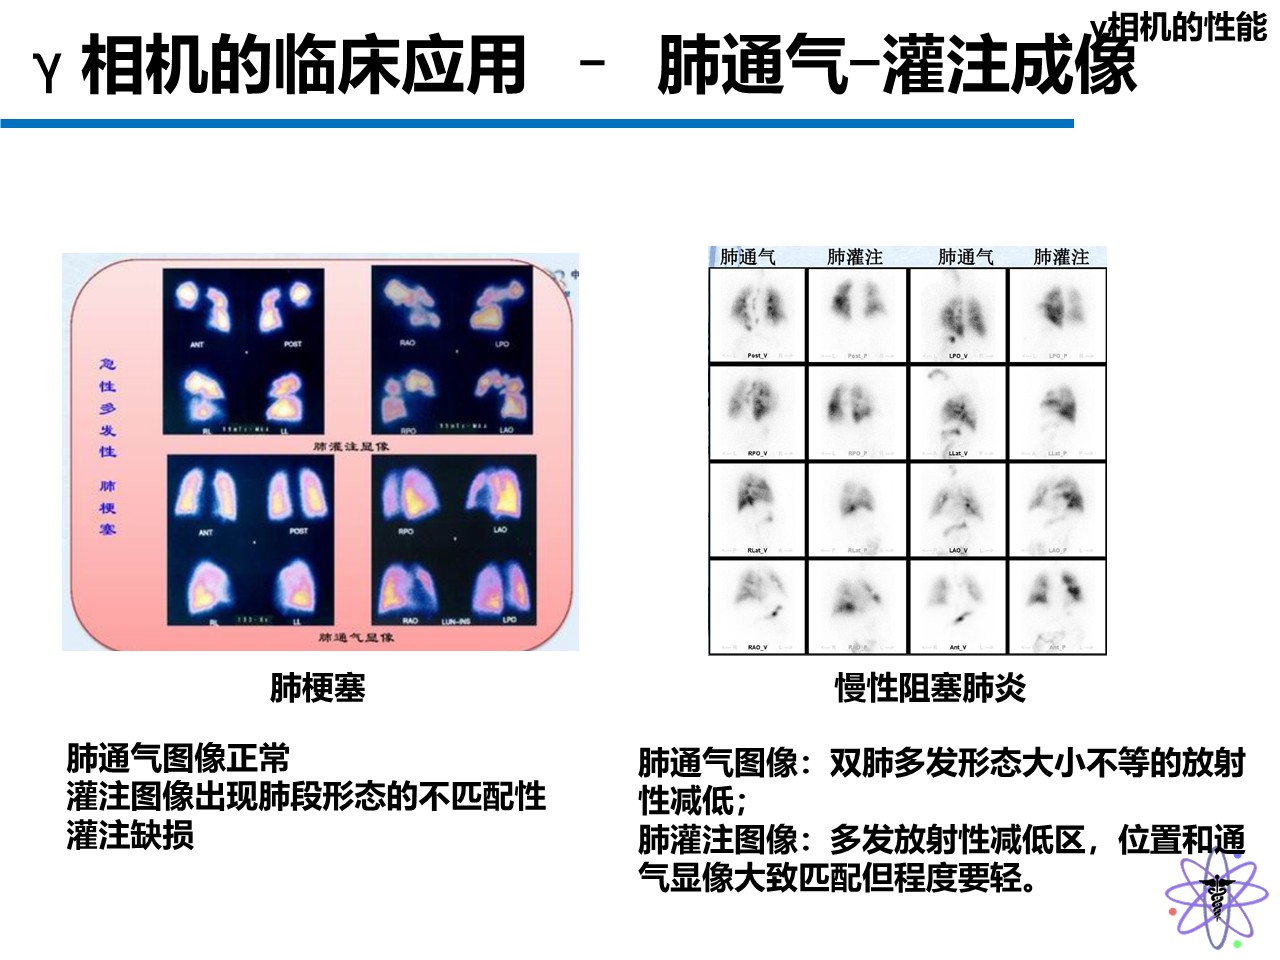 γ相机的性能
γ 相机的临床应用 - 肺通气-灌注成像
急性多发性 肺梗塞
ANT POST RAO LPO
RL LL RPO LAO
肺灌注显像
ANT POST RPO LAO
RL LL RAO LUN-INS LPO
肺通气显像
肺通气 肺灌注 肺通气 肺灌注
Post_V Post_P LPO_V LPO_P
RPO_V RPO_P LLat_V LLat_P
RLat_V RLat_P LAO_V LAO_P
RAO_V Ant_V Ant_P
肺梗塞
慢性阻塞肺炎
肺通气图像正常
灌注图像出现肺段形态的不匹配性
灌注缺损
肺通气图像：双肺多发形态大小不等的放射
性减低；
肺灌注图像：多发放射性减低区，位置和通
气显像大致匹配但程度要轻。